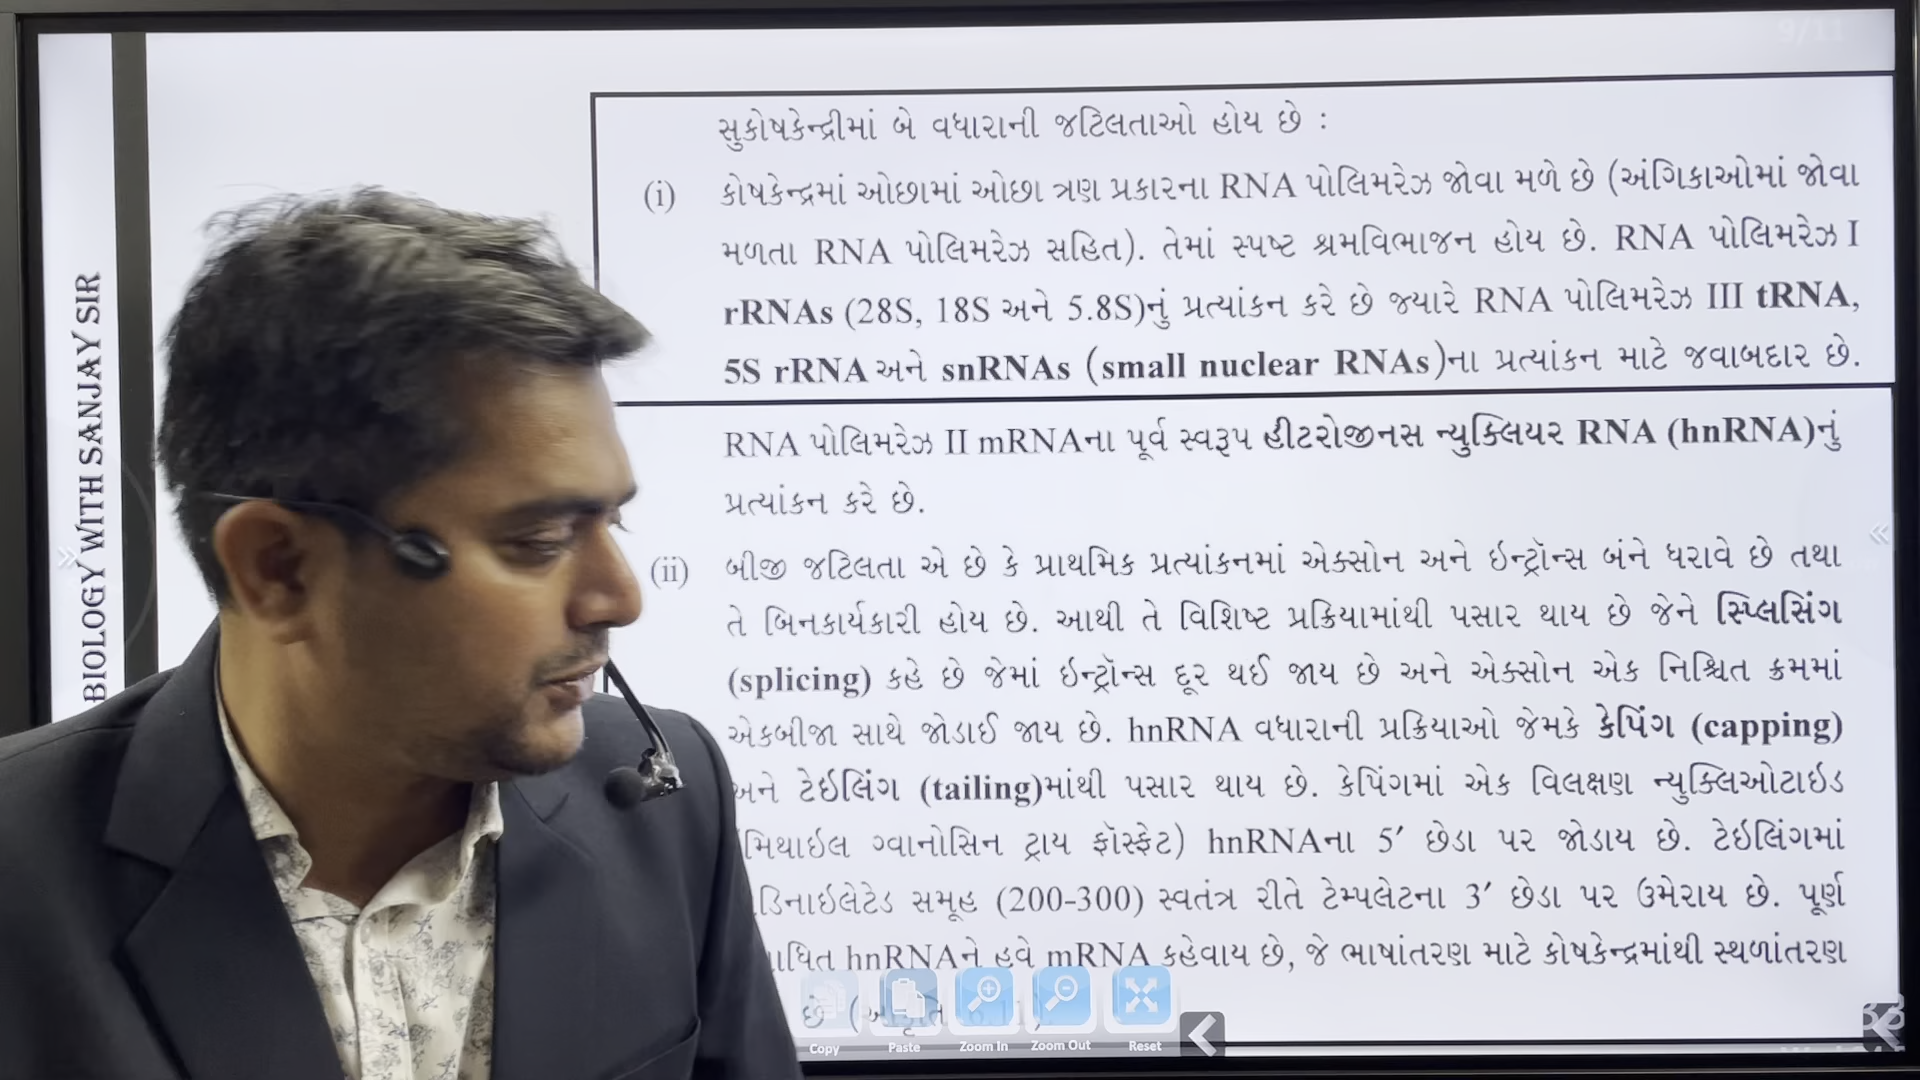 BIOLOGY WITH SANJAY SIR
સુકોષકેન્દ્રીમાં બે વધારાની જટિલતાઓ હોય છે :
(i) કોષકેન્દ્રમાં ઓછામાં ઓછા ત્રણ પ્રકારના RNA પોલિમરેઝ જોવા મળે છે (અંગિકાઓમાં જોવા
મળતા RNA પોલિમરેઝ સહિત). તેમાં સ્પષ્ટ શ્રમવિભાજન હોય છે. RNA પોલિમરેઝ I
rRNAs (28S, 18S અને 5.8S)નું પ્રત્યાંકન કરે છે જ્યારે RNA પોલિમરેઝ III tRNA,
5S rRNA અને snRNAs (small nuclear RNAs)ના પ્રત્યાંકન માટે જવાબદાર છે.
RNA પોલિમરેઝ II mRNAના પૂર્વ સ્વરૂપ હીટરોજીનસ ન્યુક્લિયર RNA (hnRNA)નું
પ્રત્યાંકન કરે છે.
(ii) બીજી જટિલતા એ છે કે પ્રાથમિક પ્રત્યાંકનમાં એક્સોન અને ઇન્ટ્રૉન્સ બંને ધરાવે છે તથા
તે બિનકાર્યકારી હોય છે. આથી તે વિશિષ્ટ પ્રક્રિયામાંથી પસાર થાય છે જેને સ્પ્લિસિંગ
(splicing) કહે છે જેમાં ઇન્ટ્રૉન્સ દૂર થઈ જાય છે અને એક્સોન એક નિશ્ચિત ક્રમમાં
એકબીજા સાથે જોડાઈ જાય છે. hnRNA વધારાની પ્રક્રિયાઓ જેમકે કેપિંગ (capping)
અને ટેઇલિંગ (tailing)માંથી પસાર થાય છે. કેપિંગમાં એક વિલક્ષણ ન્યુક્લિઓટાઇડ
(મિથાઇલ ગ્વાનોસિન ટ્રાય ફૉસ્ફેટ) hnRNAના 5′ છેડા પર જોડાય છે. ટેઇલિંગમાં
સમૂહ (200-300) સ્વતંત્ર રીતે ટેમ્પલેટના 3′ છેડા પર ઉમેરાય છે. પૂર્ણ
hnRNAને હવે mRNA કહેવાય છે, જે ભાષાંતરણ માટે કોષકેન્દ્રમાંથી સ્થળાંતરણ
છે
Copy Paste Zoom In Zoom Out Reset